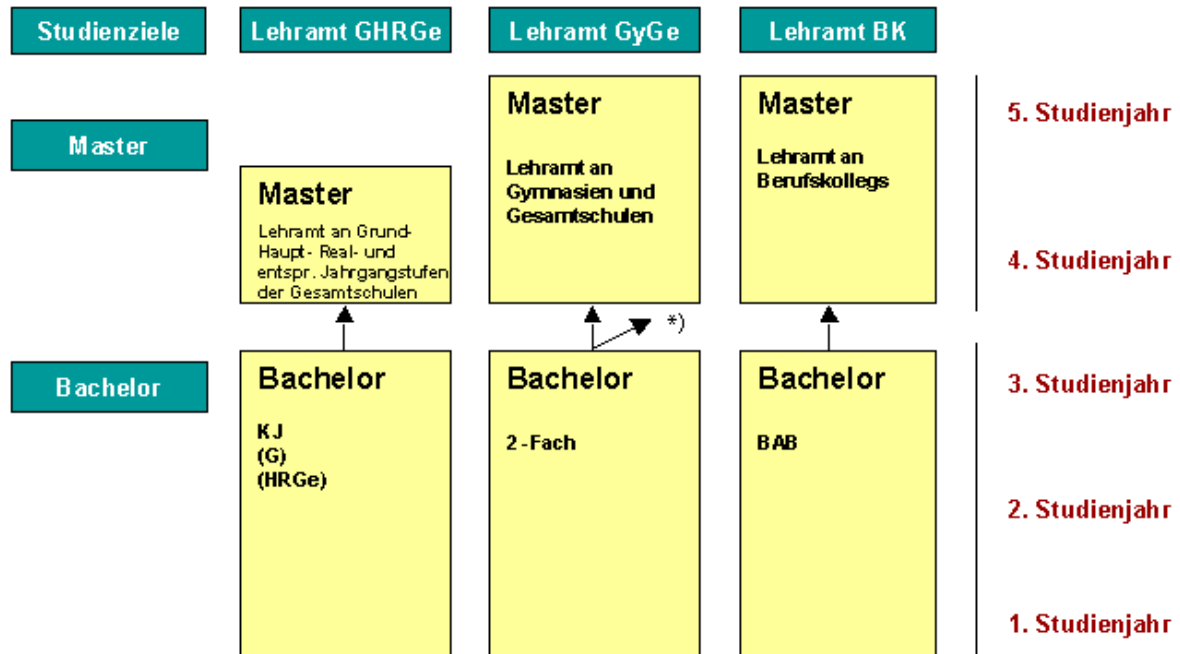 Studienziele
Lehramt GHRGe
Lehramt GyGe
Lehramt BK
Master
Master
Lehramt an Grund-
Haupt- Real- und
entspr. Jahrgangstufen
der Gesamtschulen
Master
Lehramt an
Gymnasien und
Gesamtschulen
Master
Lehramt an
Berufskollegs
5. Studienjahr
4. Studienjahr
*)
Bachelor
Bachelor
KJ
(G)
(HRGe)
Bachelor
2-Fach
Bachelor
BAB
3. Studienjahr
2. Studienjahr
1. Studienjahr